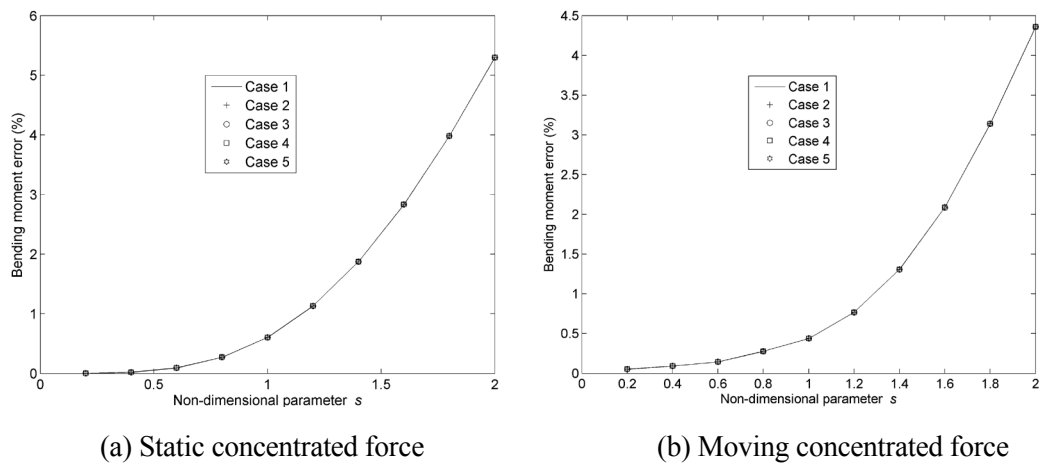 6
5
4
3
2
1
0
Bending moment error (%)
Case 1
Case 2
Case 3
Case 4
Case 5
0
0.5
1
1.5
2
Non-dimensional parameter s
(a) Static concentrated force
4.5
4
3.5
3
2.5
2
1.5
1
0.5
0
Bending moment error (%)
Case 1
Case 2
Case 3
Case 4
Case 5
0
0.2
0.4
0.6
0.8
1
1.2
1.4
1.6
1.8
2
Non-dimensional parameter s
(b) Moving concentrated force